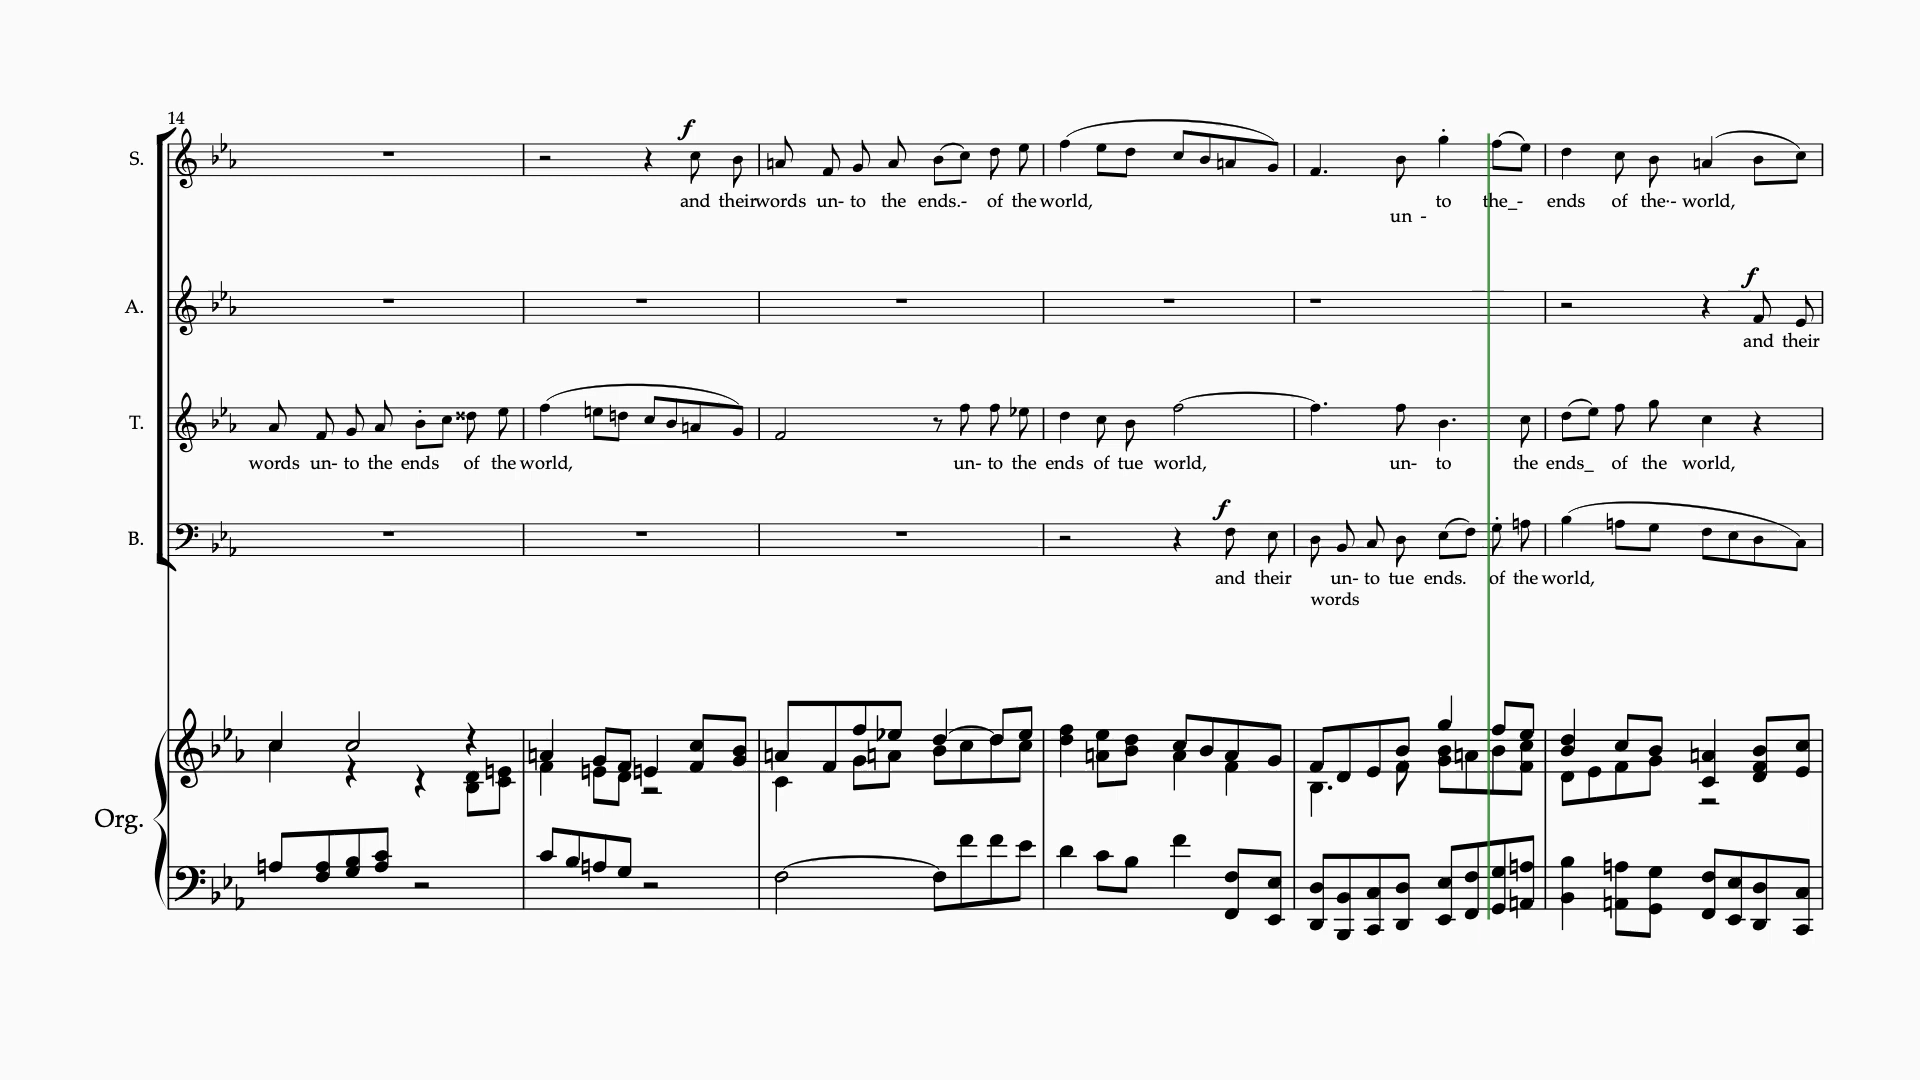 14
f
S.
and their words un- to the ends.- of the world, to the_- ends of the·- world,
un -
A.
f
and their
T.
words un- to the ends of the world, un- to the ends of tue world, un- to the ends_ of the world,
f
B.
and their un- to tue ends. of the world,
words
Org.